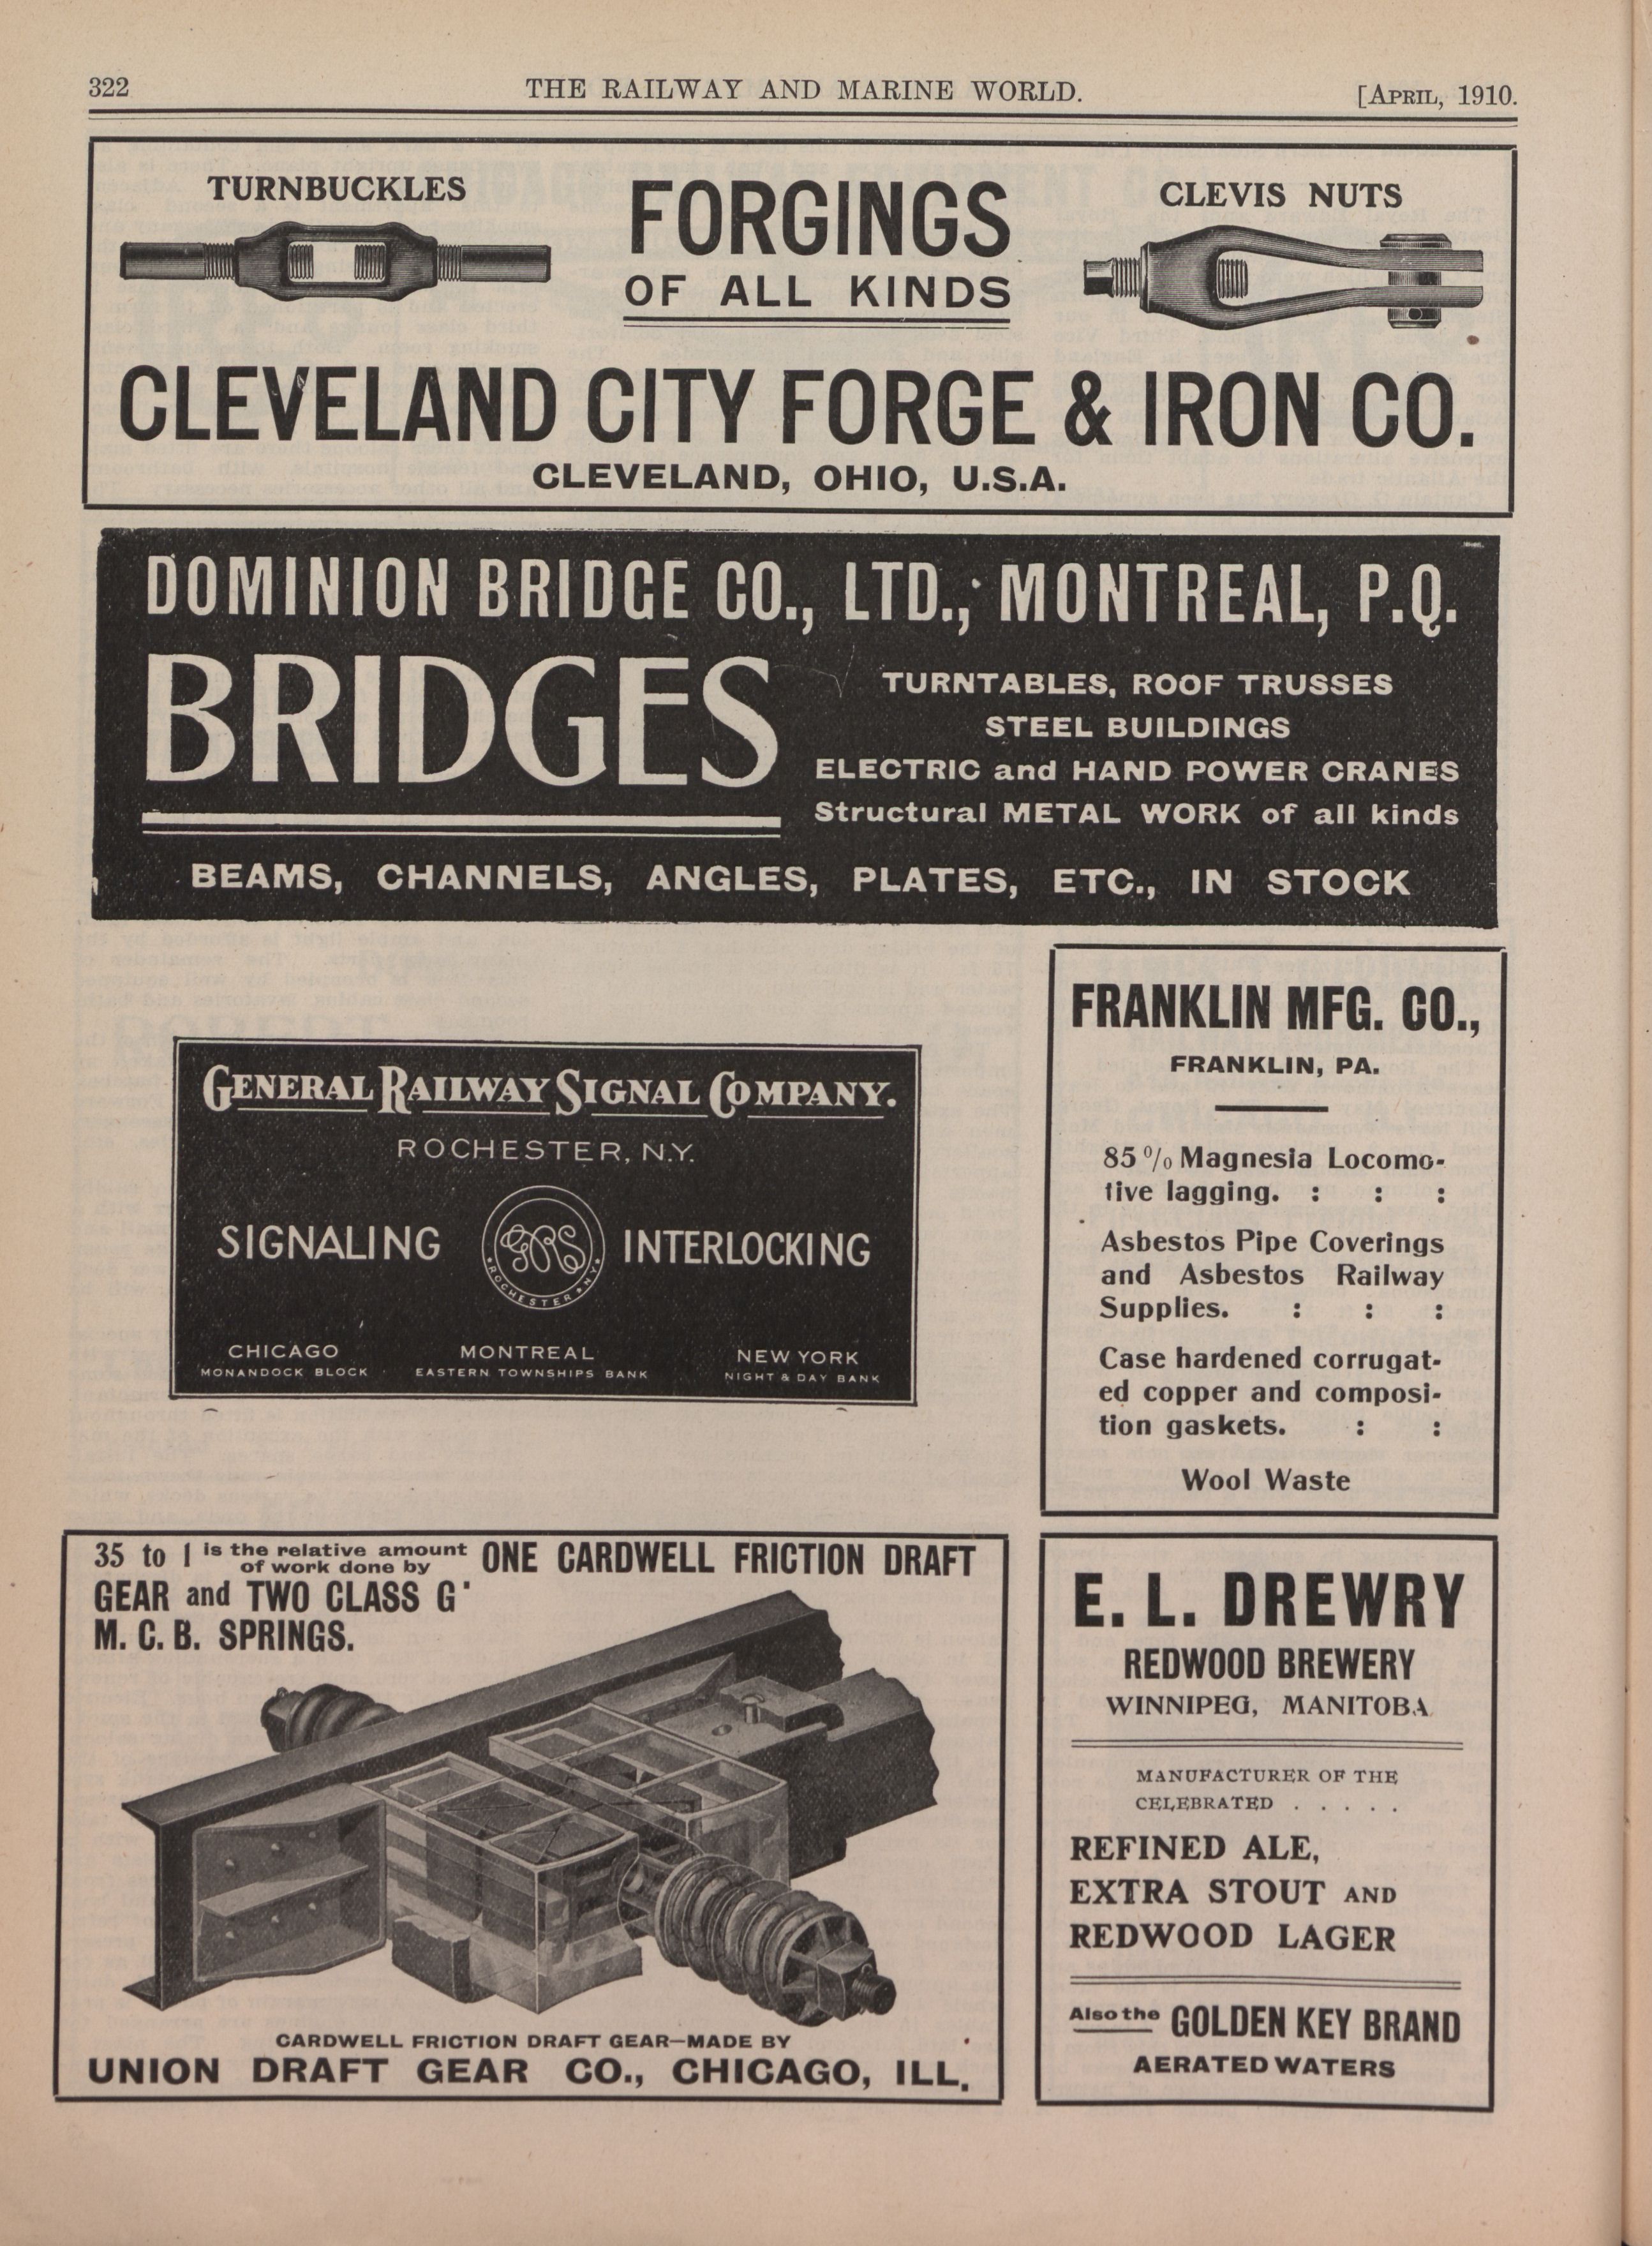 322 THE RAILWAY AND MARINE WORLD. [APRIL, 1910.
TURNBUCKLES
FORGINGS
OF ALL KINDS
CLEVIS NUTS
CLEVELAND CITY FORGE & IRON CO.
CLEVELAND, OHIO, U.S.A.
DOMINION BRIDGE CO., LTD., MONTREAL, P.Q.
BRIDGES
TURNTABLES, ROOF TRUSSES
STEEL BUILDINGS
ELECTRIC and HAND POWER CRANES
Structural METAL WORK of all kinds
BEAMS, CHANNELS, ANGLES, PLATES, ETC., IN STOCK
GENERAL RAILWAY SIGNAL COMPANY.
ROCHESTER, N.Y.
SIGNALING
GRS
ROCHESTER N.Y.
INTERLOCKING
CHICAGO
MONANDOCK BLOCK
MONTREAL
EASTERN TOWNSHIPS BANK
NEW YORK
NIGHT & DAY BANK
FRANKLIN MFG. CO.,
FRANKLIN, PA.
85% Magnesia Locomo-
tive lagging. : : :
Asbestos Pipe Coverings
and Asbestos Railway
Supplies. : : :
Case hardened corrugat-
ed copper and composi-
tion gaskets. : :
Wool Waste
35 to 1 is the relative amount of work done by ONE CARDWELL FRICTION DRAFT
GEAR and TWO CLASS G'
M. C. B. SPRINGS.
CARDWELL FRICTION DRAFT GEAR—MADE BY
UNION DRAFT GEAR CO., CHICAGO, ILL.
E. L. DREWRY
REDWOOD BREWERY
WINNIPEG, MANITOBA
MANUFACTURER OF THE
CELEBRATED . . . . .
REFINED ALE,
EXTRA STOUT AND
REDWOOD LAGER
Also the GOLDEN KEY BRAND
AERATED WATERS